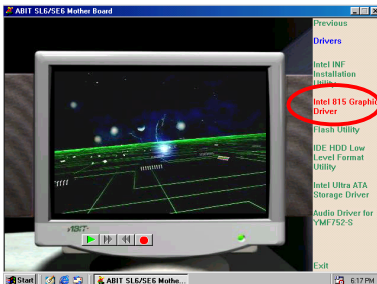 ABIT SL6/SE6 Mother Board
Previous
Drivers
Intel INF
Installation
Utility
Intel 815 Graphic
Driver
Flash Utility
IDE HDD Low
Level Format
Utility
Intel Ultra ATA
Storage Driver
Audio Driver for
YMF752-S
Exit
ABIT
Start
ABIT SL6/SE6 Mothe...
6:17 PM